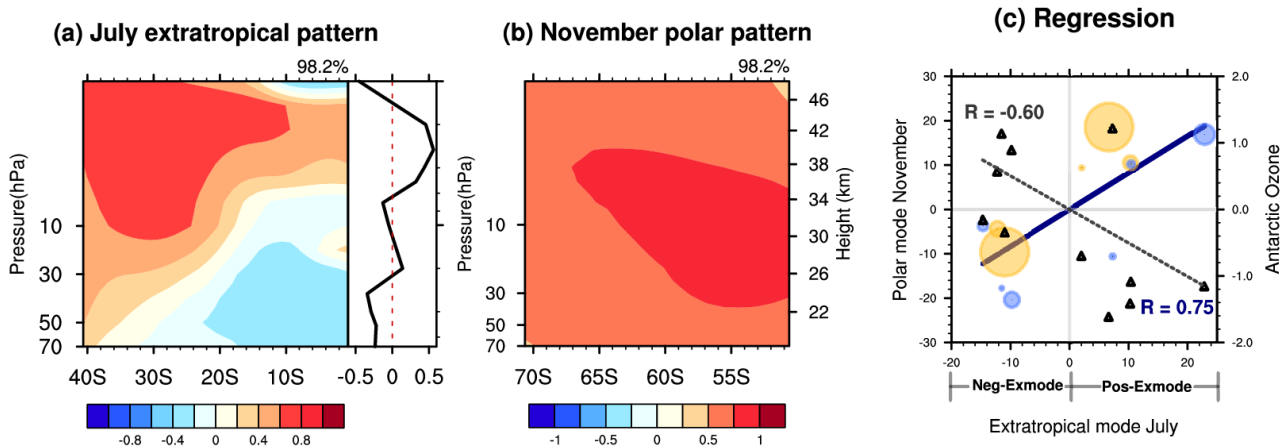 (a) July extratropical pattern
98.2%
Pressure(hPa)
10
30
50
70
40S 30S 20S 10S -0.5 0 0.5
-0.8 -0.4 0 0.4 0.8
(b) November polar pattern
98.2%
Pressure(hPa)
10
30
50
70
46
42
38
34
30
26
22
Height (km)
70S 65S 60S 55S
-1 -0.5 0 0.5 1
(c) Regression
Polar mode November
30
20
10
0
-10
-20
-30
R = -0.60
R = 0.75
2.0
1.0
0.0
-1.0
-2.0
Antarctic Ozone
-20 -10 0 10 20
Neg-Exmode Pos-Exmode
Extratropical mode July